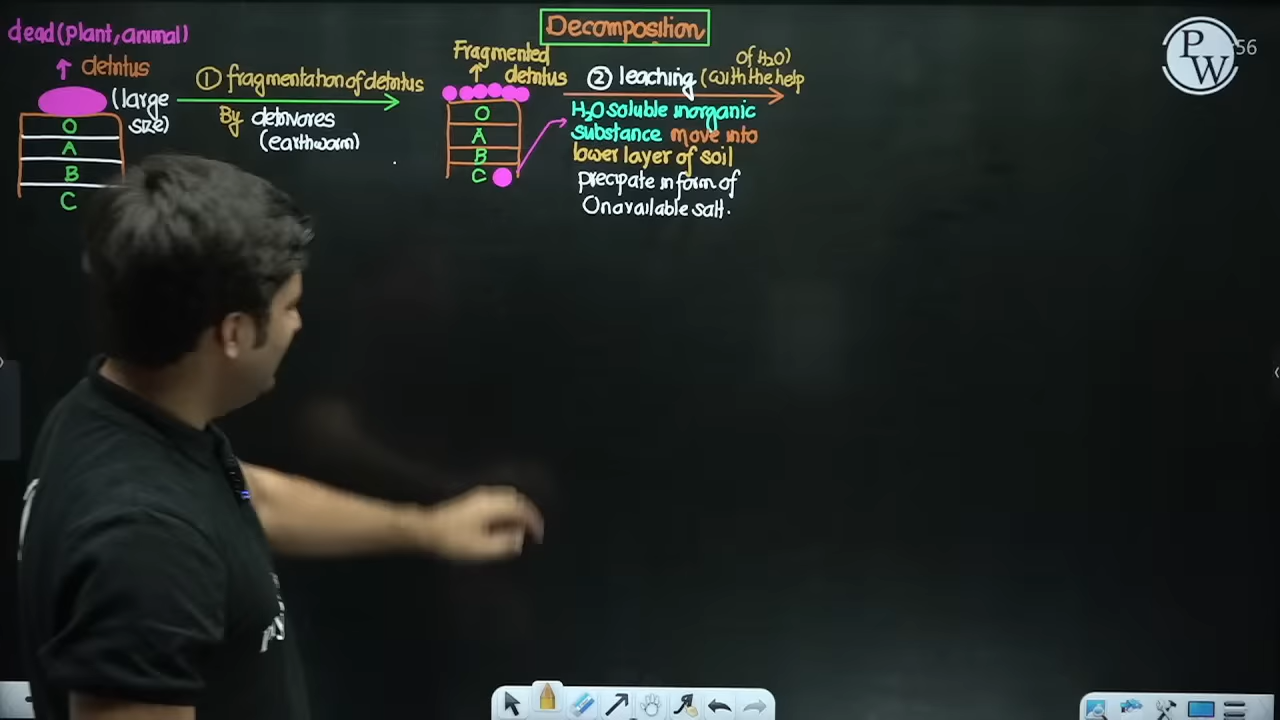 Decomposition
dead(plant, animal)
detritus
(large
size)
O
A
B
C
① fragmentation of detritus
By detrivores
(earthworm)
Fragmented
detritus
O
A
B
C
② leaching (with the help
of H₂O)
H₂O soluble inorganic
substance move into
lower layer of soil
precipate in form of
Unavailable salt.
PW
56